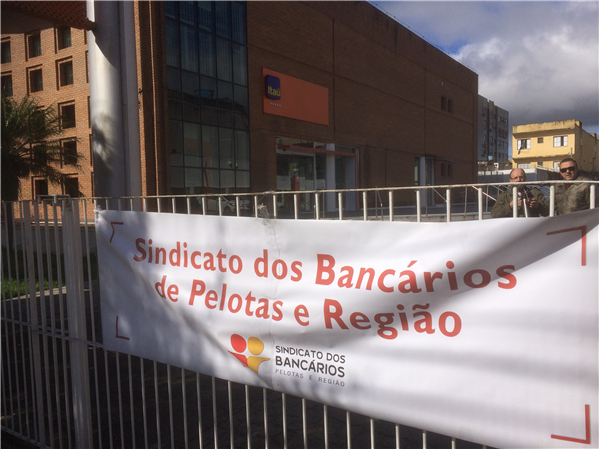 Itaú
Sindicato dos Bancários
de Pelotas e Região
SINDICATO DOS
BANCÁRIOS
PELOTAS E REGIÃO